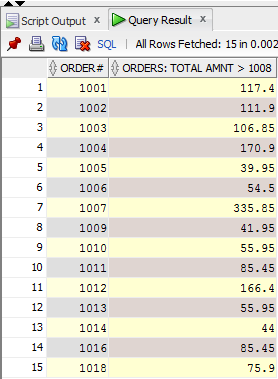 Script Output x Query Result x
SQL | All Rows Fetched: 15 in 0.002
ORDER# ORDERS: TOTAL AMNT > 1008
1 1001 117.4
2 1002 111.9
3 1003 106.85
4 1004 170.9
5 1005 39.95
6 1006 54.5
7 1007 335.85
8 1009 41.95
9 1010 55.95
10 1011 85.45
11 1012 166.4
12 1013 55.95
13 1014 44
14 1016 85.45
15 1018 75.9